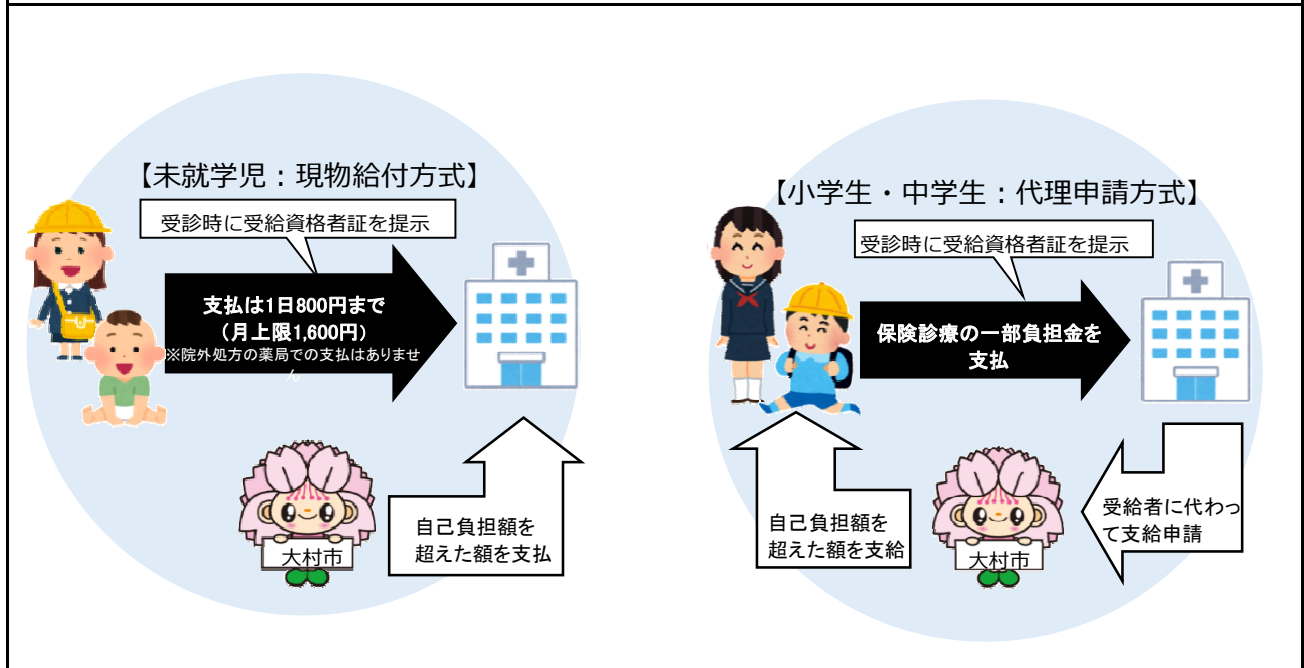 【未就学児：現物給付方式】
受診時に受給資格者証を提示
支払は1日800円まで
（月上限1,600円）
※院外処方の薬局での支払はありませ
ん
大村市
自己負担額を
超えた額を支払
【小学生・中学生：代理申請方式】
受診時に受給資格者証を提示
保険診療の一部負担金を
支払
自己負担額を
超えた額を支給
大村市
受給者に代わっ
て支給申請